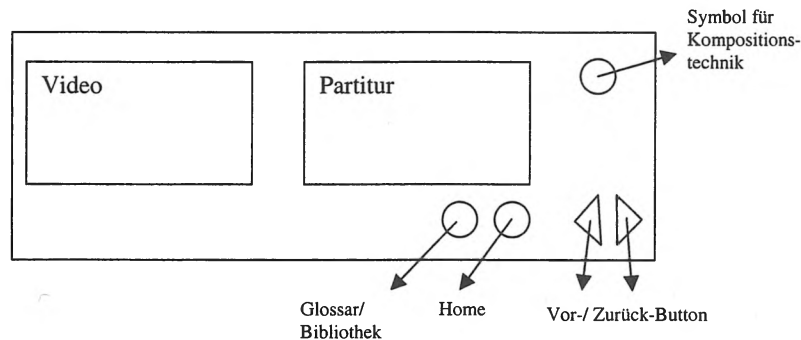 Symbol für
Kompositions-
technik
Video
Partitur
Glossar/
Bibliothek
Home
Vor-/ Zurück-Button